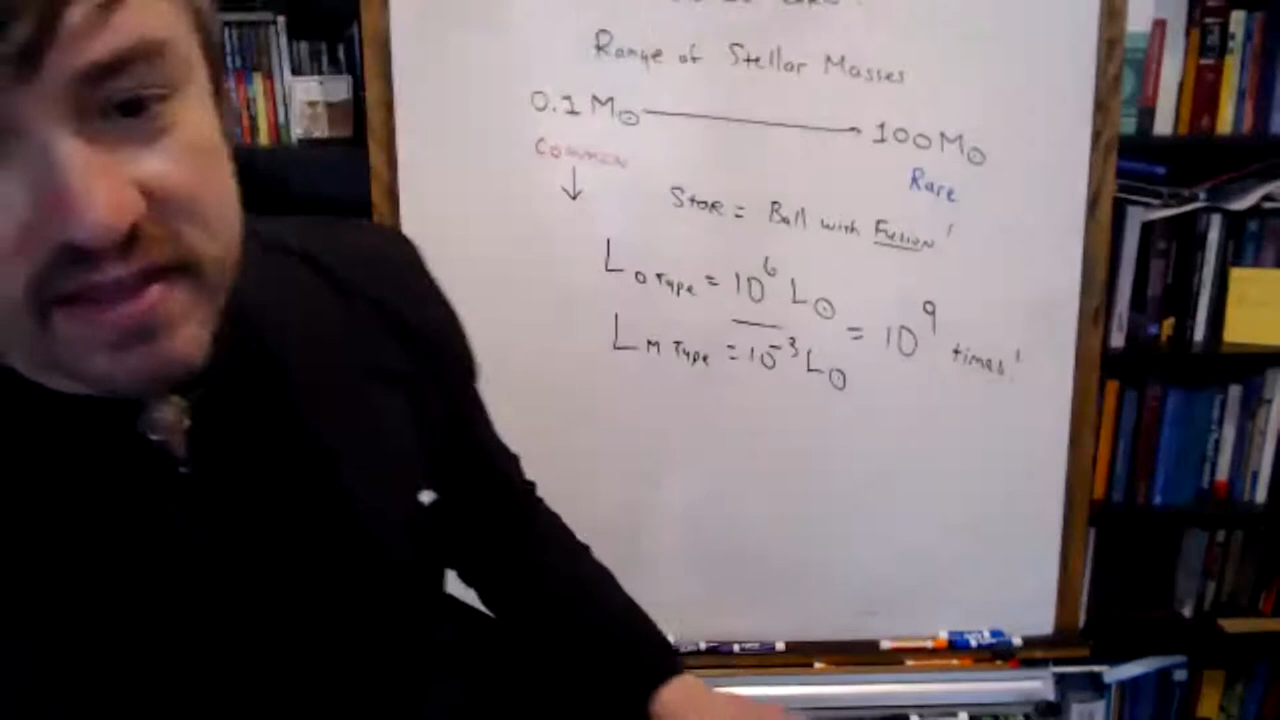 Range of Stellar Masses
0.1 M☉ → 100 M☉
Common Rare
↓
Star = Ball with Fusion!
L O Type = 10⁶ L☉
L M Type = 10⁻³ L☉ = 10⁹ times!